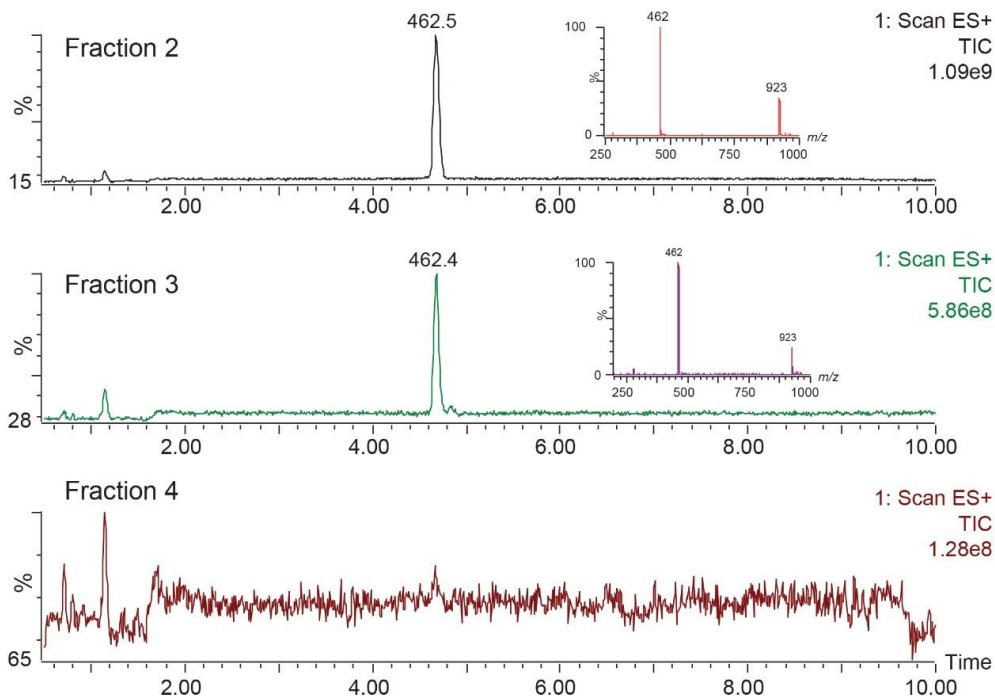 Fraction 2
462.5
1: Scan ES+
TIC
1.09e9
%
15
2.00
4.00
6.00
8.00
10.00
100
%
0
462
923
m/z
250
500
750
1000
Fraction 3
462.4
1: Scan ES+
TIC
5.86e8
%
28
2.00
4.00
6.00
8.00
10.00
100
%
0
462
923
m/z
250
500
750
1000
Fraction 4
1: Scan ES+
TIC
1.28e8
%
65
Time
2.00
4.00
6.00
8.00
10.00